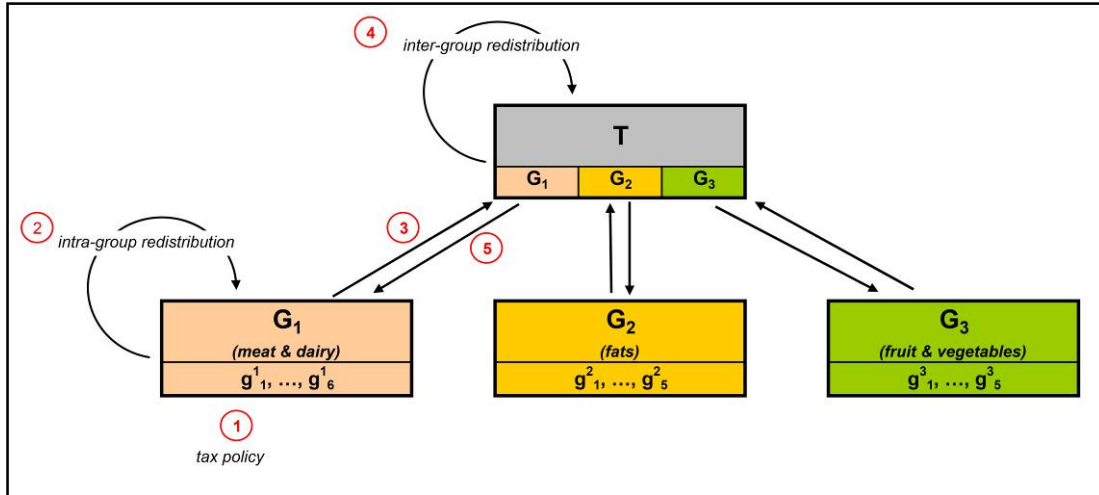 4
inter-group redistribution
T
G₁ G₂ G₃
2
intra-group redistribution
3
5
G₁
(meat & dairy)
g¹₁, ..., g¹₆
G₂
(fats)
g²₁, ..., g²₅
G₃
(fruit & vegetables)
g³₁, ..., g³₅
1
tax policy